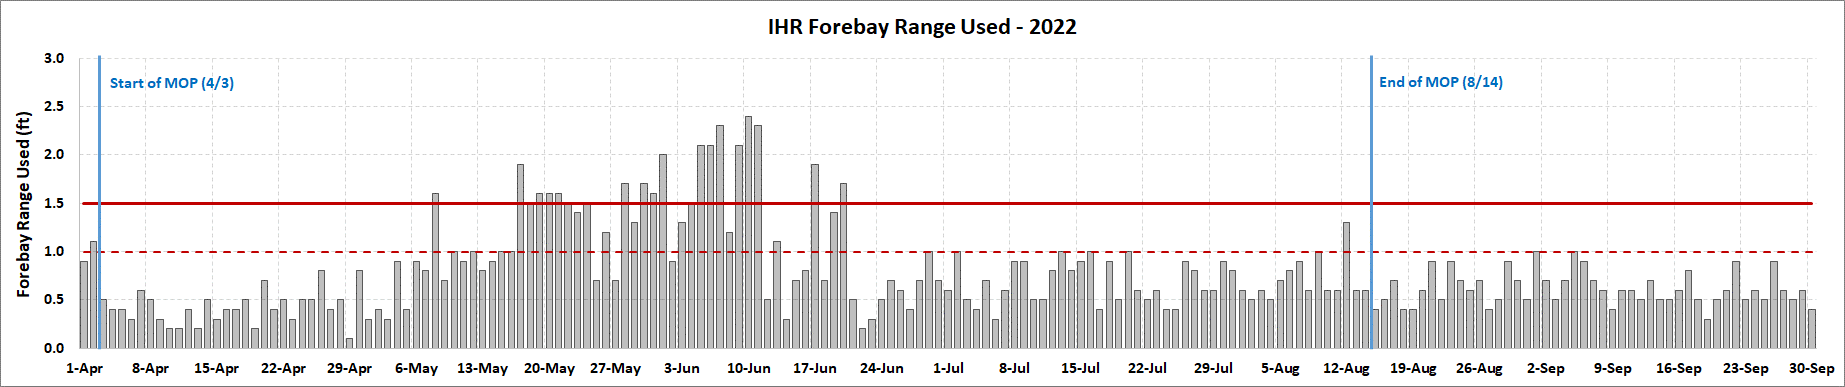 IHR Forebay Range Used - 2022
Forebay Range Used (ft)
3.0
2.5
2.0
1.5
1.0
0.5
0.0
Start of MOP (4/3)
End of MOP (8/14)
1-Apr 8-Apr 15-Apr 22-Apr 29-Apr 6-May 13-May 20-May 27-May 3-Jun 10-Jun 17-Jun 24-Jun 1-Jul 8-Jul 15-Jul 22-Jul 29-Jul 5-Aug 12-Aug 19-Aug 26-Aug 2-Sep 9-Sep 16-Sep 23-Sep 30-Sep